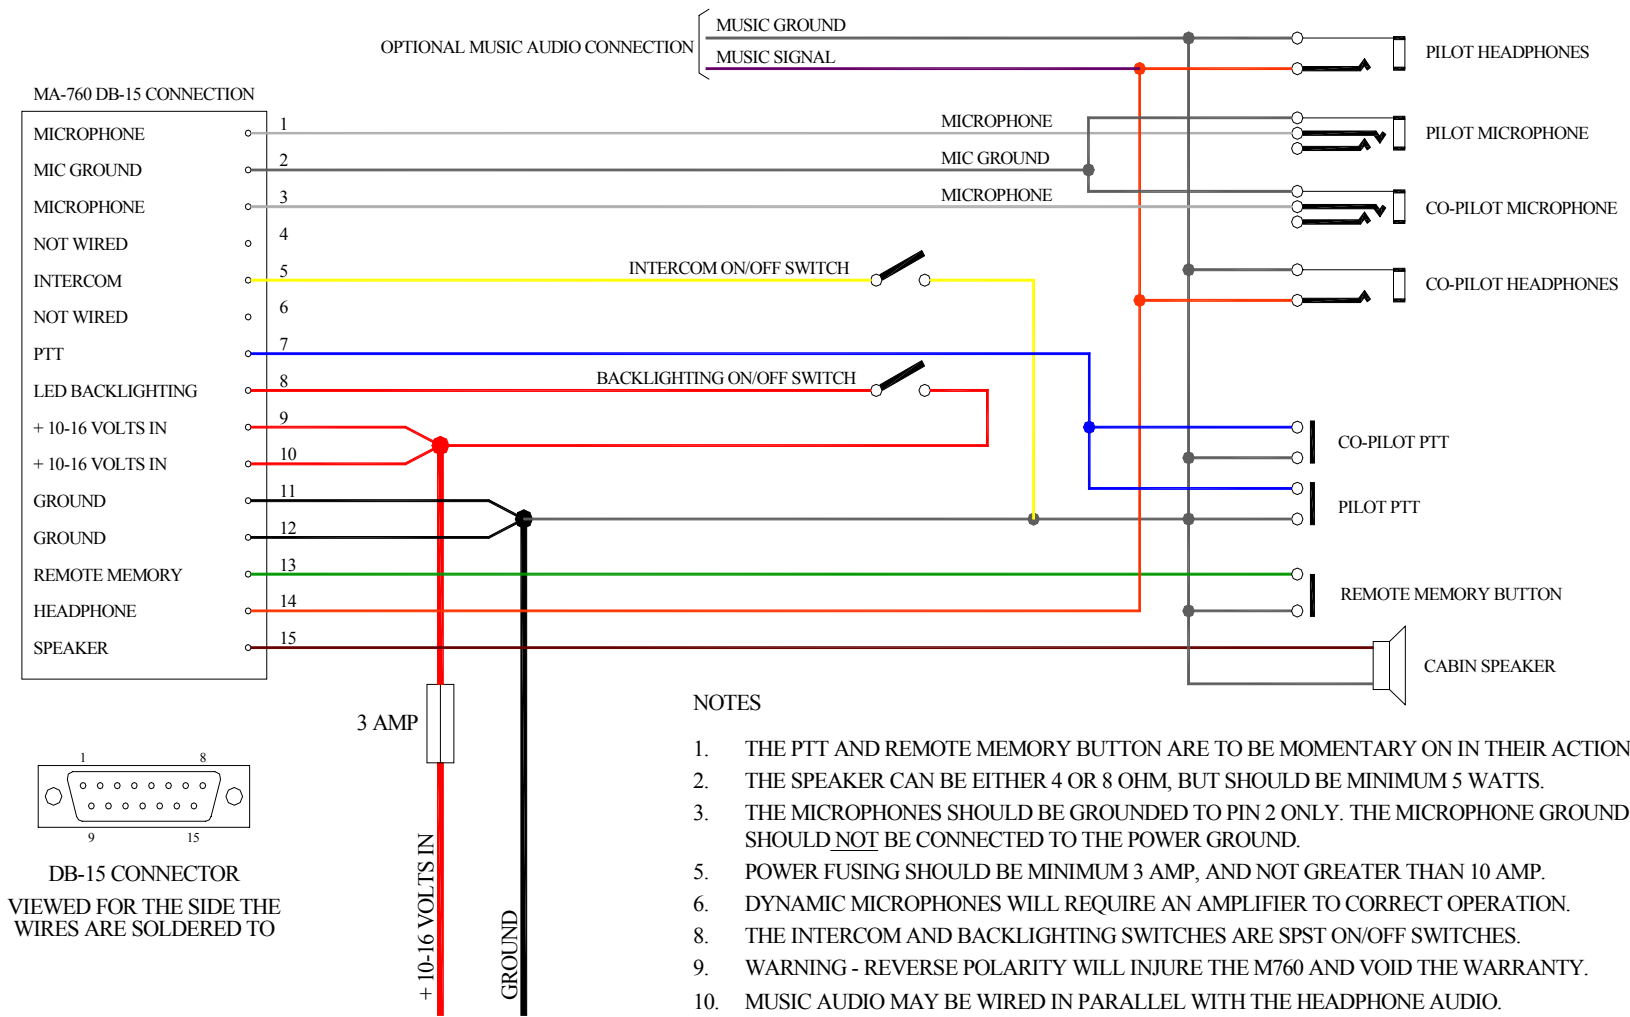 MUSIC GROUND
OPTIONAL MUSIC AUDIO CONNECTION
MUSIC SIGNAL
PILOT HEADPHONES
MA-760 DB-15 CONNECTION
MICROPHONE 1 MICROPHONE PILOT MICROPHONE
MIC GROUND 2 MIC GROUND
MICROPHONE 3 MICROPHONE CO-PILOT MICROPHONE
NOT WIRED 4
INTERCOM 5 INTERCOM ON/OFF SWITCH CO-PILOT HEADPHONES
NOT WIRED 6
PTT 7
LED BACKLIGHTING 8 BACKLIGHTING ON/OFF SWITCH
+ 10-16 VOLTS IN 9
CO-PILOT PTT
+ 10-16 VOLTS IN 10
GROUND 11 PILOT PTT
GROUND 12
REMOTE MEMORY 13 REMOTE MEMORY BUTTON
HEADPHONE 14
SPEAKER 15
CABIN SPEAKER
3 AMP
+ 10-16 VOLTS IN
GROUND
1 8
9 15
DB-15 CONNECTOR
VIEWED FOR THE SIDE THE
WIRES ARE SOLDERED TO
NOTES
1. THE PTT AND REMOTE MEMORY BUTTON ARE TO BE MOMENTARY ON IN THEIR ACTION
2. THE SPEAKER CAN BE EITHER 4 OR 8 OHM, BUT SHOULD BE MINIMUM 5 WATTS.
3. THE MICROPHONES SHOULD BE GROUNDED TO PIN 2 ONLY. THE MICROPHONE GROUND
SHOULD NOT BE CONNECTED TO THE POWER GROUND.
5. POWER FUSING SHOULD BE MINIMUM 3 AMP, AND NOT GREATER THAN 10 AMP.
6. DYNAMIC MICROPHONES WILL REQUIRE AN AMPLIFIER TO CORRECT OPERATION.
8. THE INTERCOM AND BACKLIGHTING SWITCHES ARE SPST ON/OFF SWITCHES.
9. WARNING - REVERSE POLARITY WILL INJURE THE M760 AND VOID THE WARRANTY.
10. MUSIC AUDIO MAY BE WIRED IN PARALLEL WITH THE HEADPHONE AUDIO.